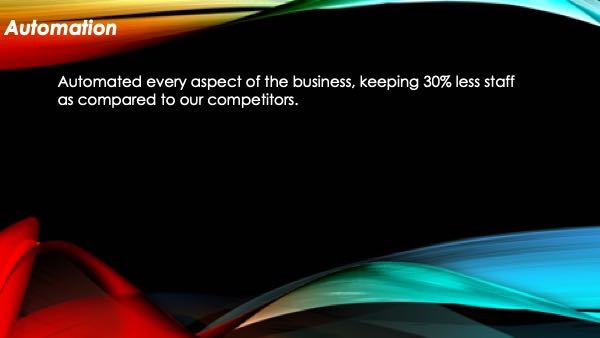 Automation
Automated every aspect of the business, keeping 30% less staff
as compared to our competitors.